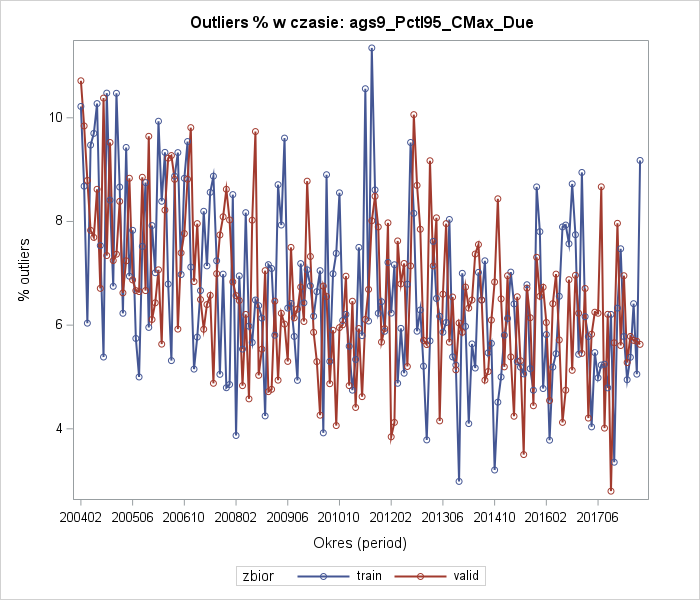 Outliers % w czasie: ags9_Pctl95_CMax_Due
% outliers
10
8
6
4
200402 200506 200610 200802 200906 201010 201202 201306 201410 201602 201706
Okres (period)
zbior train valid